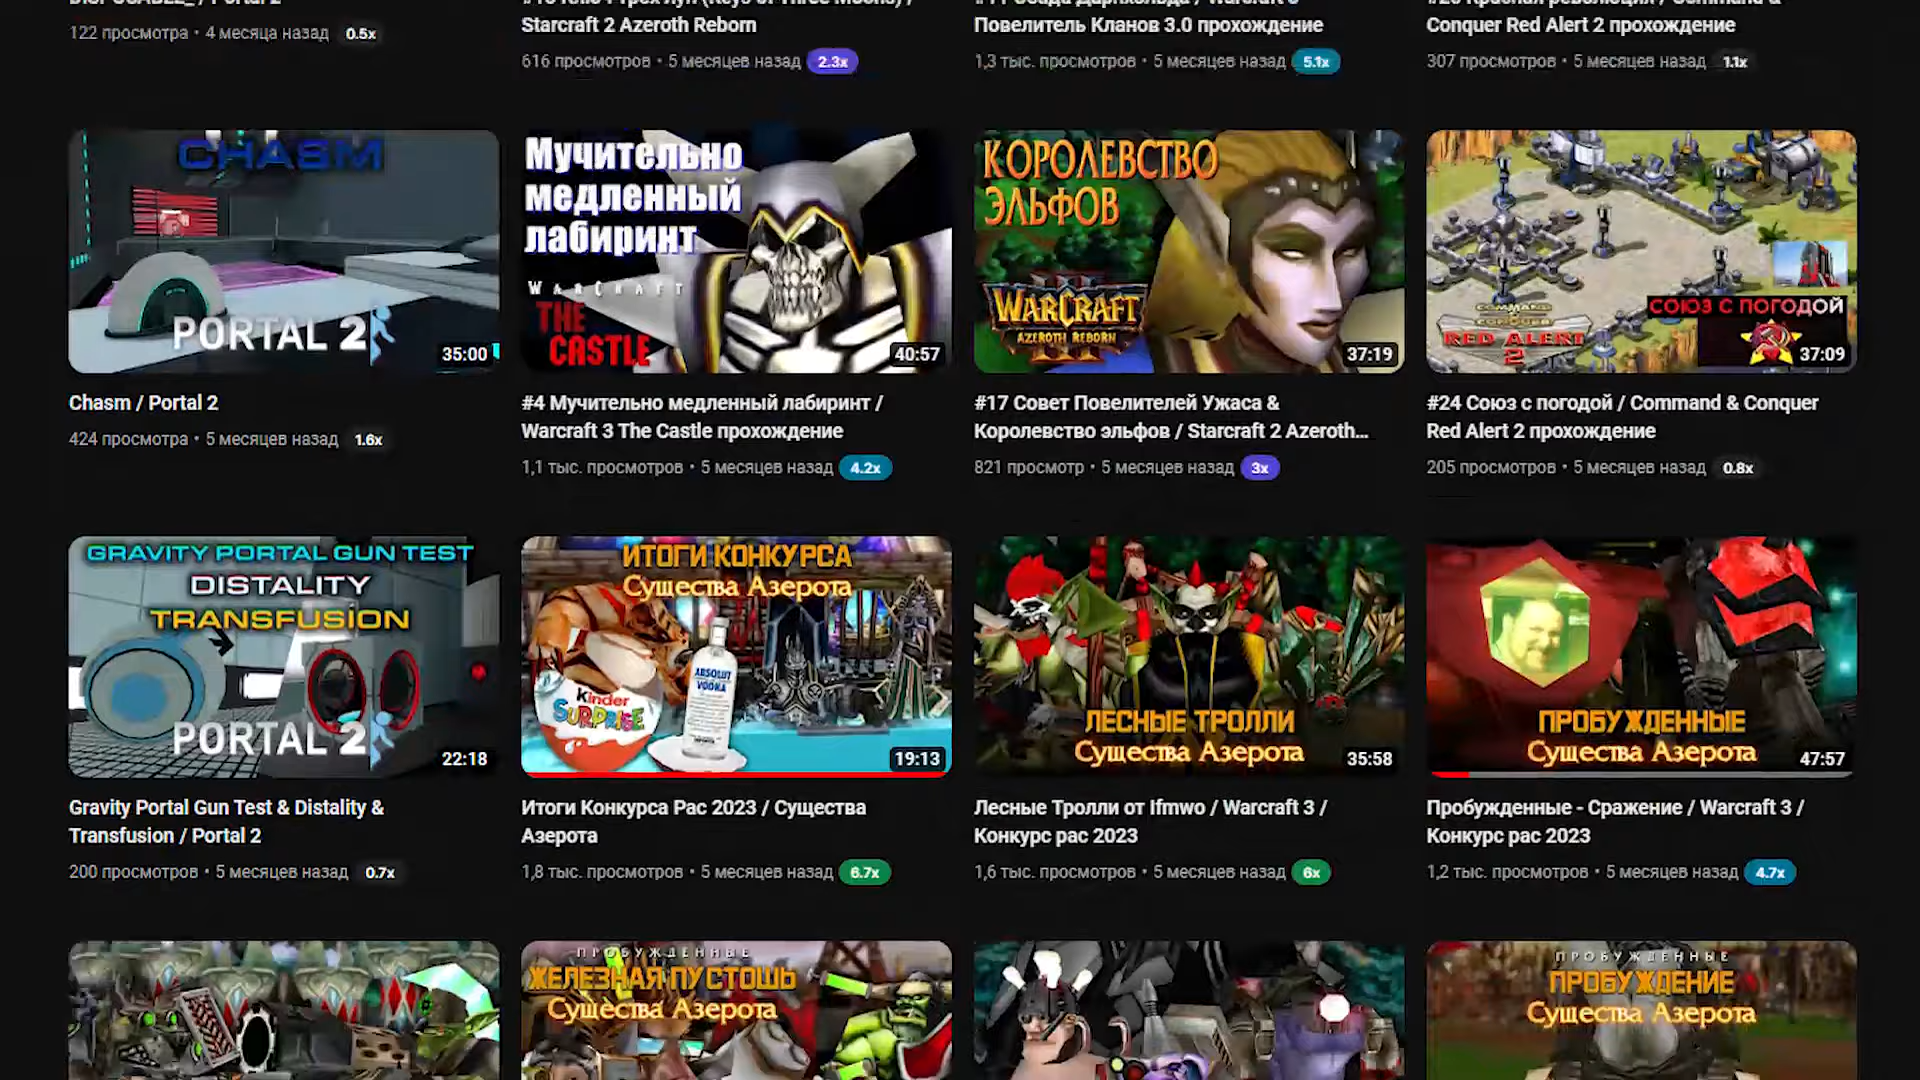 122 просмотра • 4 месяца назад 0.5x
Starcraft 2 Azeroth Reborn
616 просмотров • 5 месяцев назад 2.3x
Повелитель Кланов 3.0 прохождение
1,3 тыс. просмотров • 5 месяцев назад 5.1x
Conquer Red Alert 2 прохождение
307 просмотров • 5 месяцев назад 1.1x
CHASM
PORTAL 2
35:00
Chasm / Portal 2
424 просмотра • 5 месяцев назад 1.6x
Мучительно
медленный
лабиринт
WARCRAFT
THE
CASTLE
40:57
#4 Мучительно медленный лабиринт /
Warcraft 3 The Castle прохождение
1,1 тыс. просмотров • 5 месяцев назад 4.2x
КОРОЛЕВСТВО
ЭЛЬФОВ
WARCRAFT
AZEROTH REBORN
III
37:19
#17 Совет Повелителей Ужаса &
Королевство эльфов / Starcraft 2 Azeroth...
821 просмотр • 5 месяцев назад 3x
СОЮЗ С ПОГОДОЙ
COMMAND
CONQUER
RED ALERT
2
37:09
#24 Союз с погодой / Command & Conquer
Red Alert 2 прохождение
205 просмотров • 5 месяцев назад 0.8x
GRAVITY PORTAL GUN TEST
DISTALITY
TRANSFUSION
PORTAL 2
22:18
Gravity Portal Gun Test & Distality &
Transfusion / Portal 2
200 просмотров • 5 месяцев назад 0.7x
ИТОГИ КОНКУРСА
Существа Азерота
ABSOLUT
VODKA
kinder
SURPRISE
19:13
Итоги Конкурса Рас 2023 / Существа
Азерота
1,8 тыс. просмотров • 5 месяцев назад 6.7x
ЛЕСНЫЕ ТРОЛЛИ
Существа Азерота
35:58
Лесные Тролли от Ifmwo / Warcraft 3 /
Конкурс рас 2023
1,6 тыс. просмотров • 5 месяцев назад 6x
ПРОБУЖДЕННЫЕ
Существа Азерота
47:57
Пробужденные - Сражение / Warcraft 3 /
Конкурс рас 2023
1,2 тыс. просмотров • 5 месяцев назад 4.7x
ПРОБУЖДЕННЫЕ
ЖЕЛЕЗНАЯ ПУСТОШЬ
Существа Азерота
ПРОБУЖДЕННЫЕ
ПРОБУЖДЕНИЕ
Существа Азерота